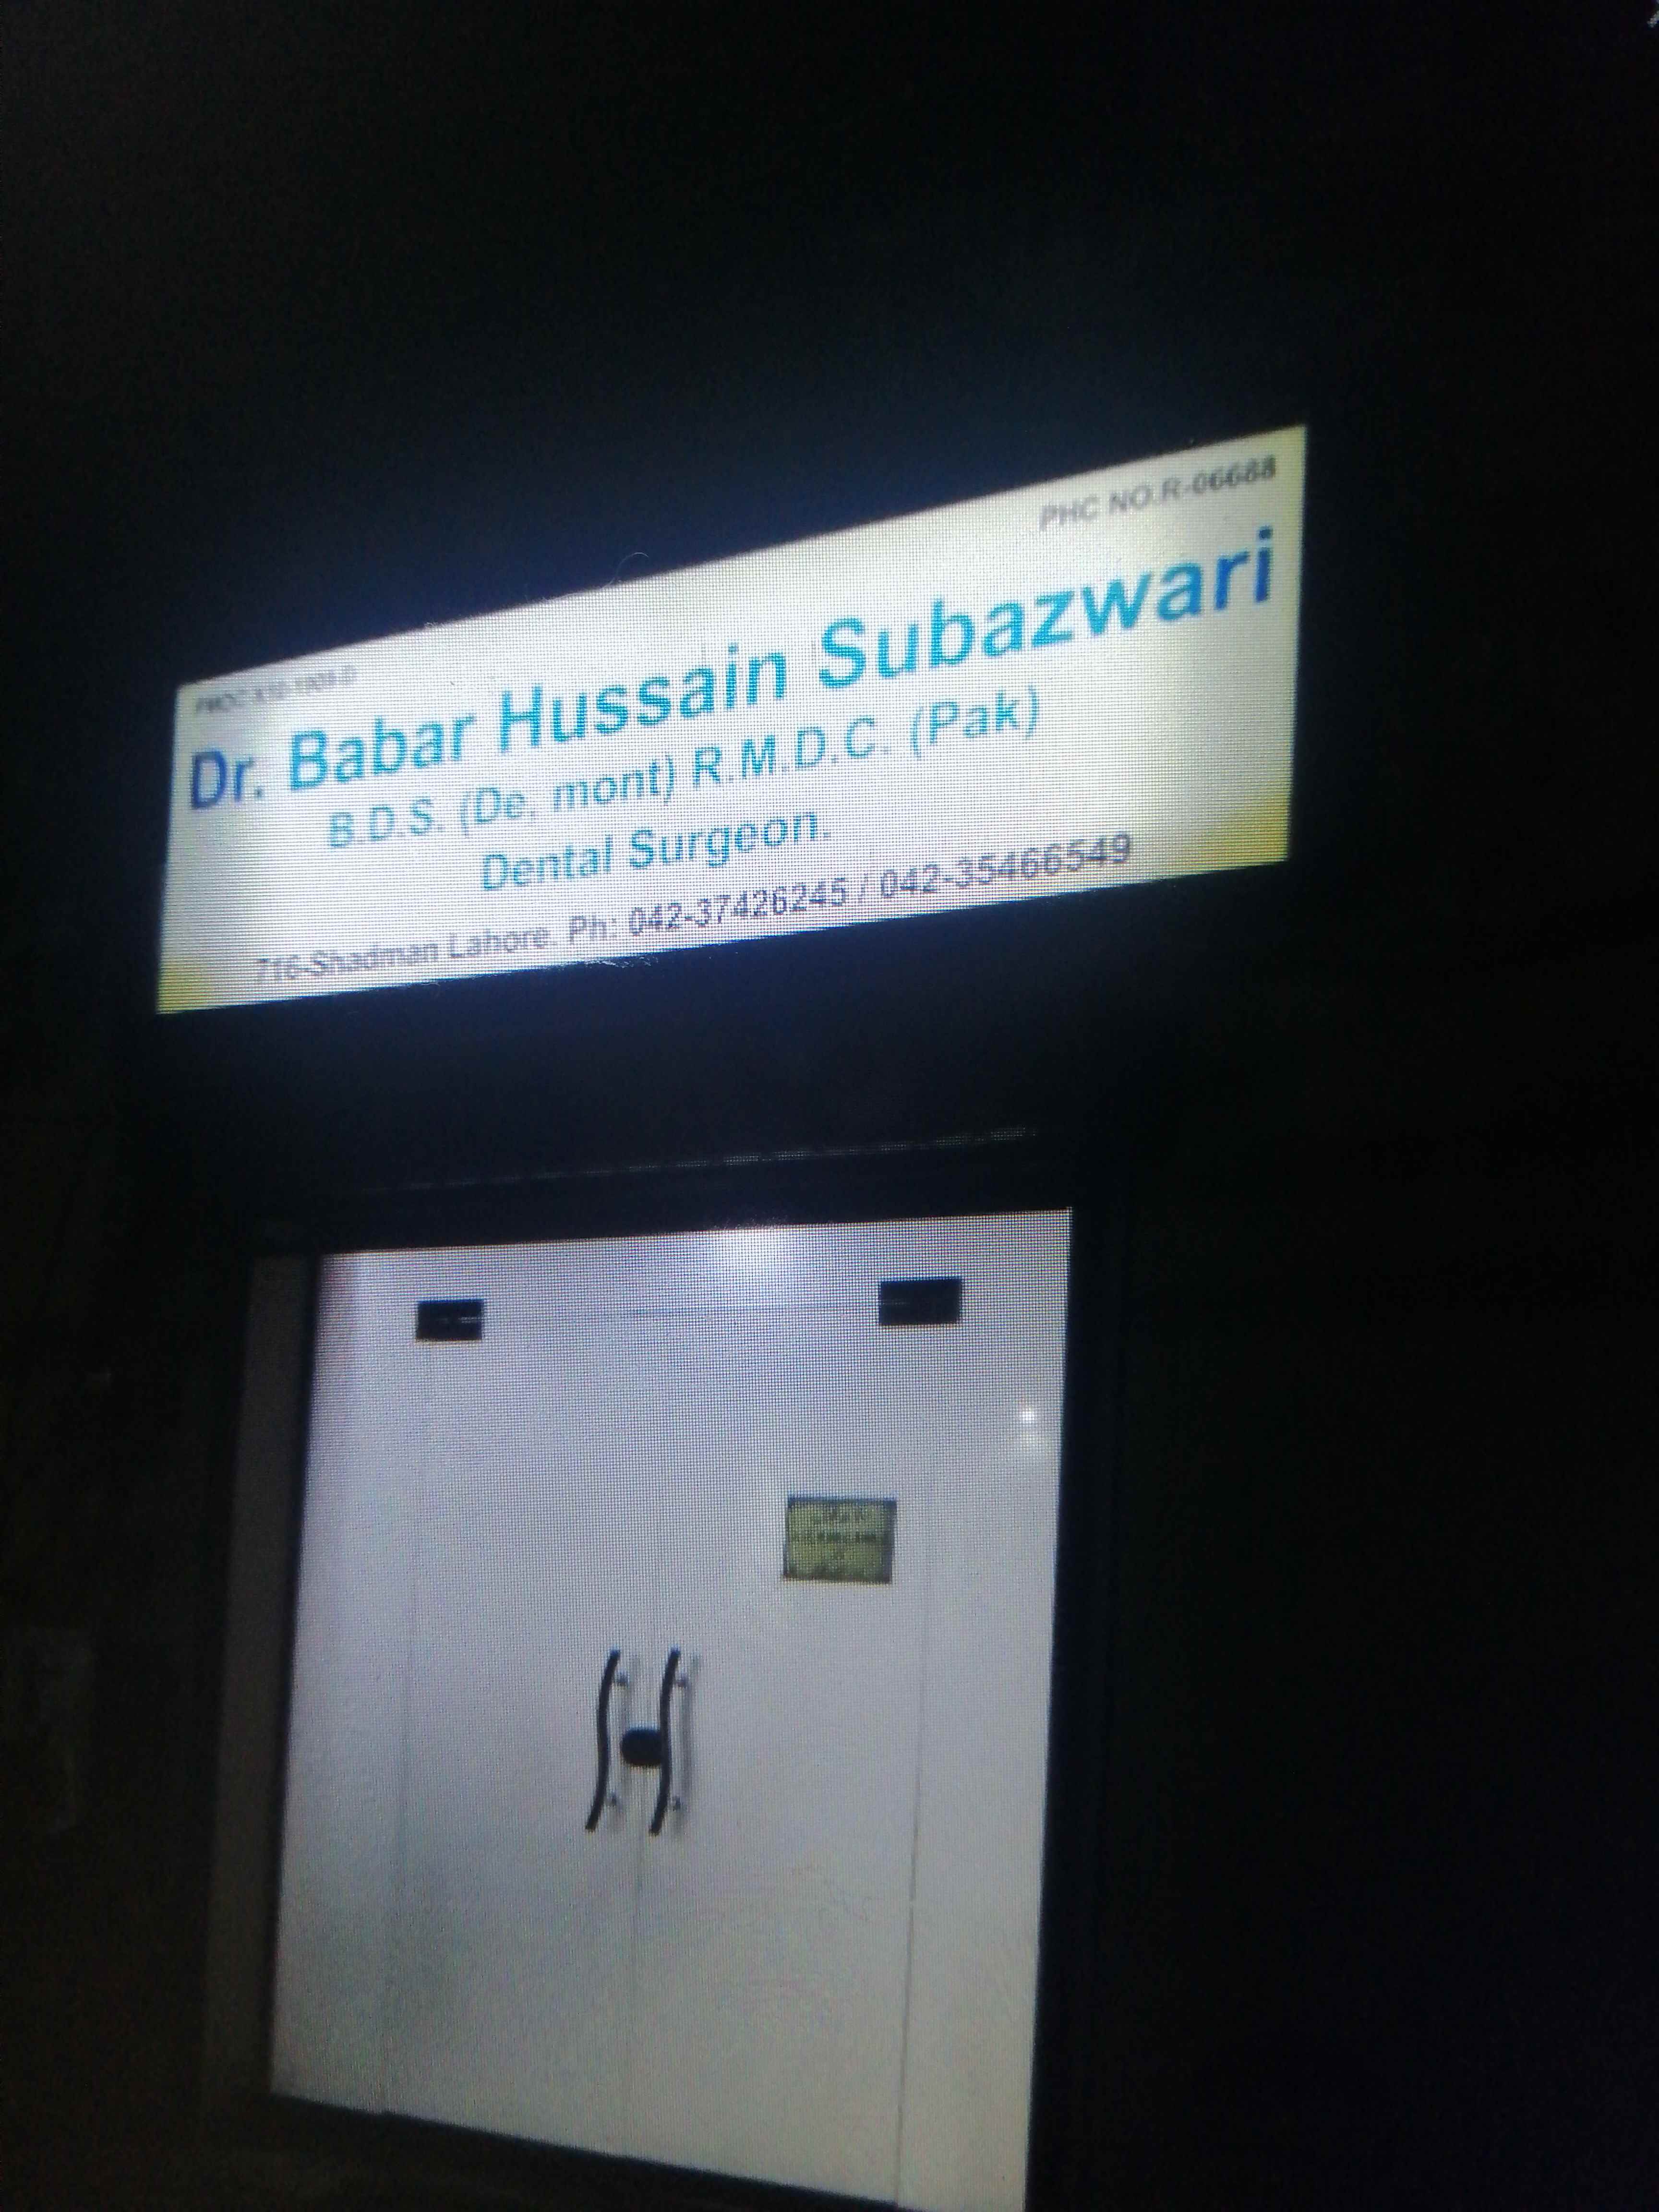 PHC NO.R-06688
Dr. Babar Hussain Subazwari
B.D.S. (De, mont) R.M.D.C. (Pak)
Dental Surgeon.
716-Shadman Lahore. Ph: 042-37426245 / 042-35466549